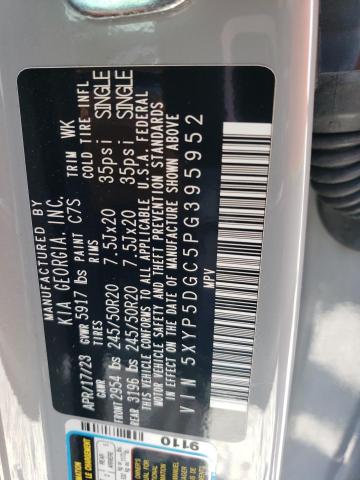 MANUFACTURED BY
KIA GEORGIA, INC.
APR/17/23 GVWR 5917 lbs PAINT C7S TRIM WK
GAWR TIRES RIMS COLD TIRE INFL
FRONT 2954 lbs 245/50R20 7.5Jx20 35psi SINGLE
REAR 3196 lbs 245/50R20 7.5Jx20 35psi SINGLE
THIS VEHICLE CONFORMS TO ALL APPLICABLE U.S.A. FEDERAL
MOTOR VEHICLE SAFETY, BUMPER, AND THEFT PREVENTION STANDARDS
IN EFFECT ON THE DATE OF MANUFACTURE SHOWN ABOVE
VIN 5XYP5DGC5PG395952
MPV
9110
LE CHARGEMENT